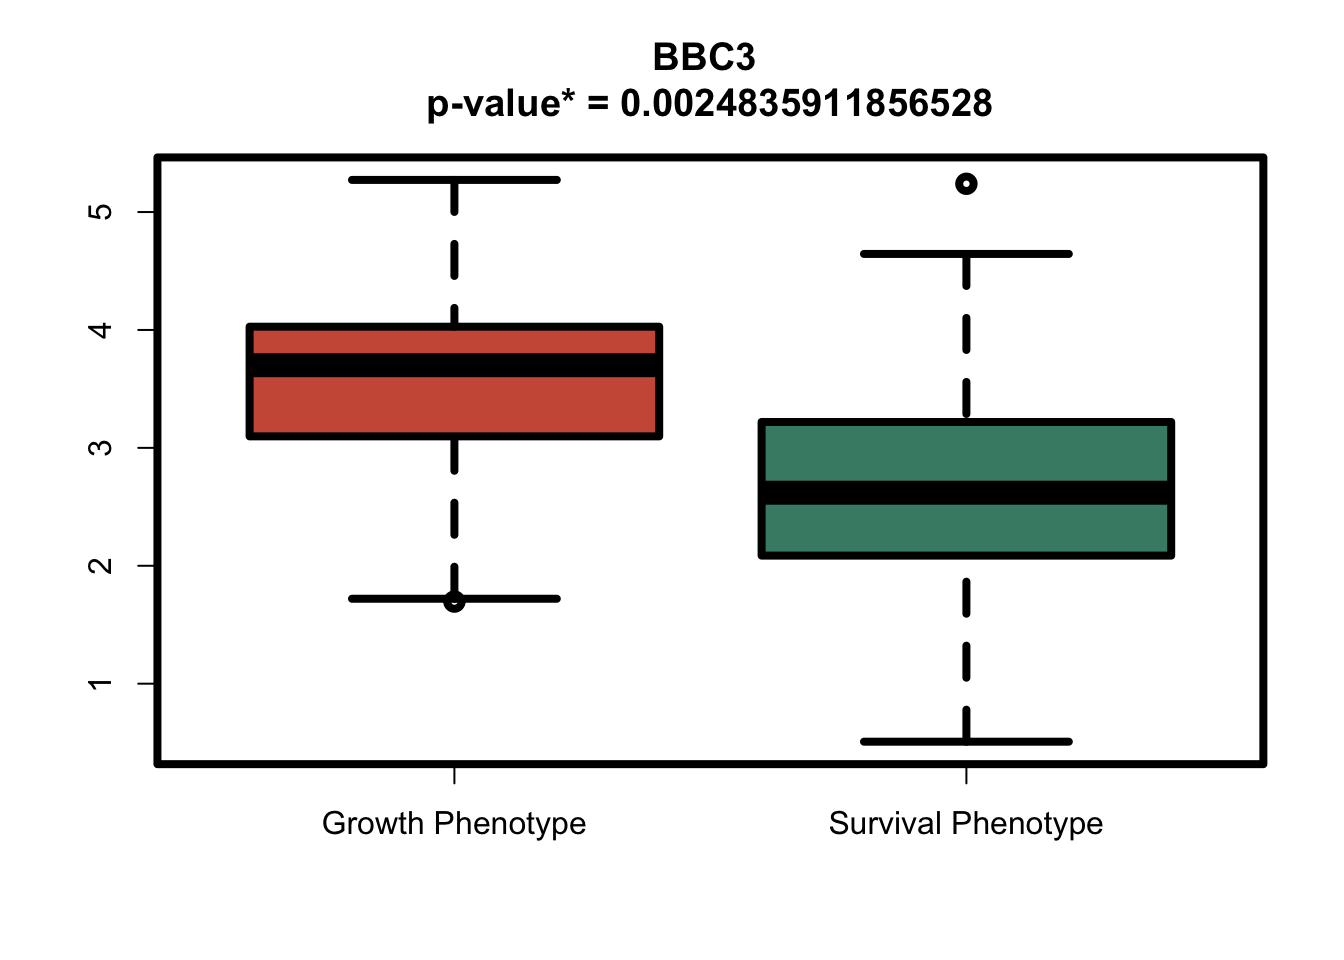 BBC3
p-value* = 0.0024835911856528
5
4
3
2
1
Growth Phenotype
Survival Phenotype